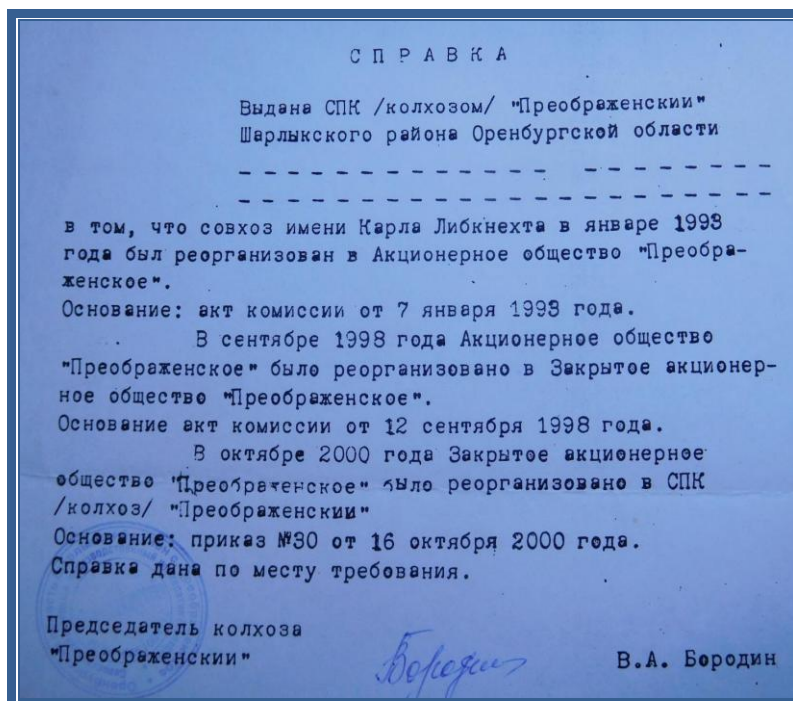 СПРАВКА
Выдана СПК /колхозом/ "Преображенскии"
Шарлыкского района Оренбургской области
в том, что совхоз имени Карла Либкнехта в январе 1993
года был реорганизован в Акционерное общество "Преобра-
женское".
Основание: акт комиссии от 7 января 1993 года.
В сентябре 1998 года Акционерное общество
"Преображенское" было реорганизовано в Закрытое акционер-
ное общество "Преображенское".
Основание акт комиссии от 12 сентября 1998 года.
В октябре 2000 года Закрытое акционерное
общество "Преображенское" было реорганизовано в СПК
/колхоз/ "Преображенскии"
Основание: приказ №30 от 16 октября 2000 года.
Справка дана по месту требования.
Председатель колхоза
"Преображенскии" Бородин В.А. Бородин